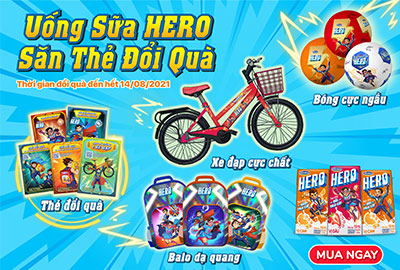 Uống Sữa HERO
Săn Thẻ Đổi Quà
Thời gian đổi quà đến hết 14/08/2021
Bóng cực ngầu
Xe đạp cực chất
Thẻ đổi quà
Balo dạ quang
HERO
HERO
HERO
MUA NGAY